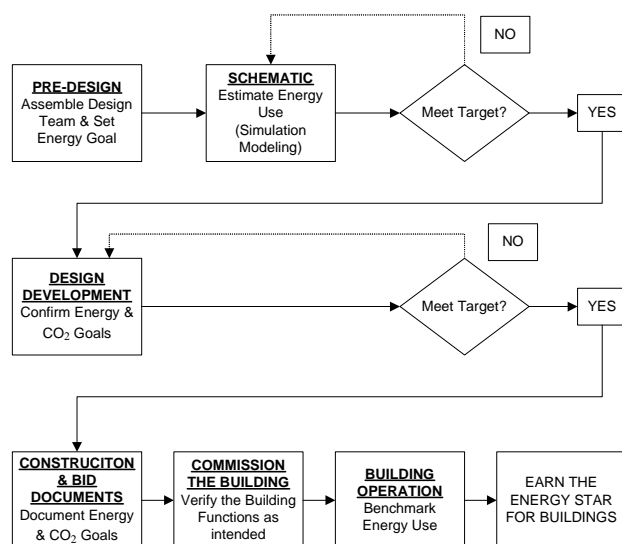 NO
PRE-DESIGN
Assemble Design
Team & Set
Energy Goal
SCHEMATIC
Estimate Energy
Use
(Simulation
Modeling)
Meet Target?
YES
NO
DESIGN
DEVELOPMENT
Confirm Energy &
CO₂ Goals
Meet Target?
YES
CONSTRUCITON
& BID
DOCUMENTS
Document Energy
& CO₂ Goals
COMMISSION
THE BUILDING
Verify the Building
Functions as
intended
BUILDING
OPERATION
Benchmark
Energy Use
EARN THE
ENERGY STAR
FOR BUILDINGS